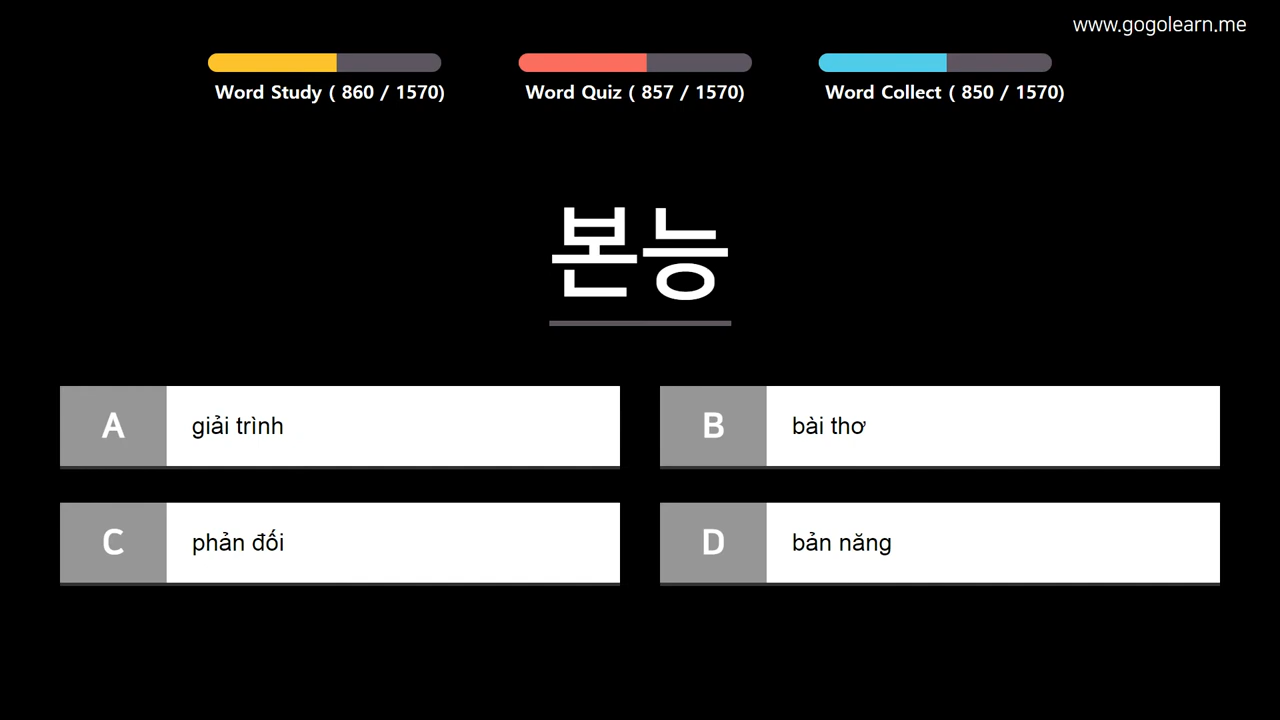 www.gogolearn.me
Word Study ( 860 / 1570)
Word Quiz ( 857 / 1570)
Word Collect ( 850 / 1570)
본능
A giải trình
B bài thơ
C phản đối
D bản năng